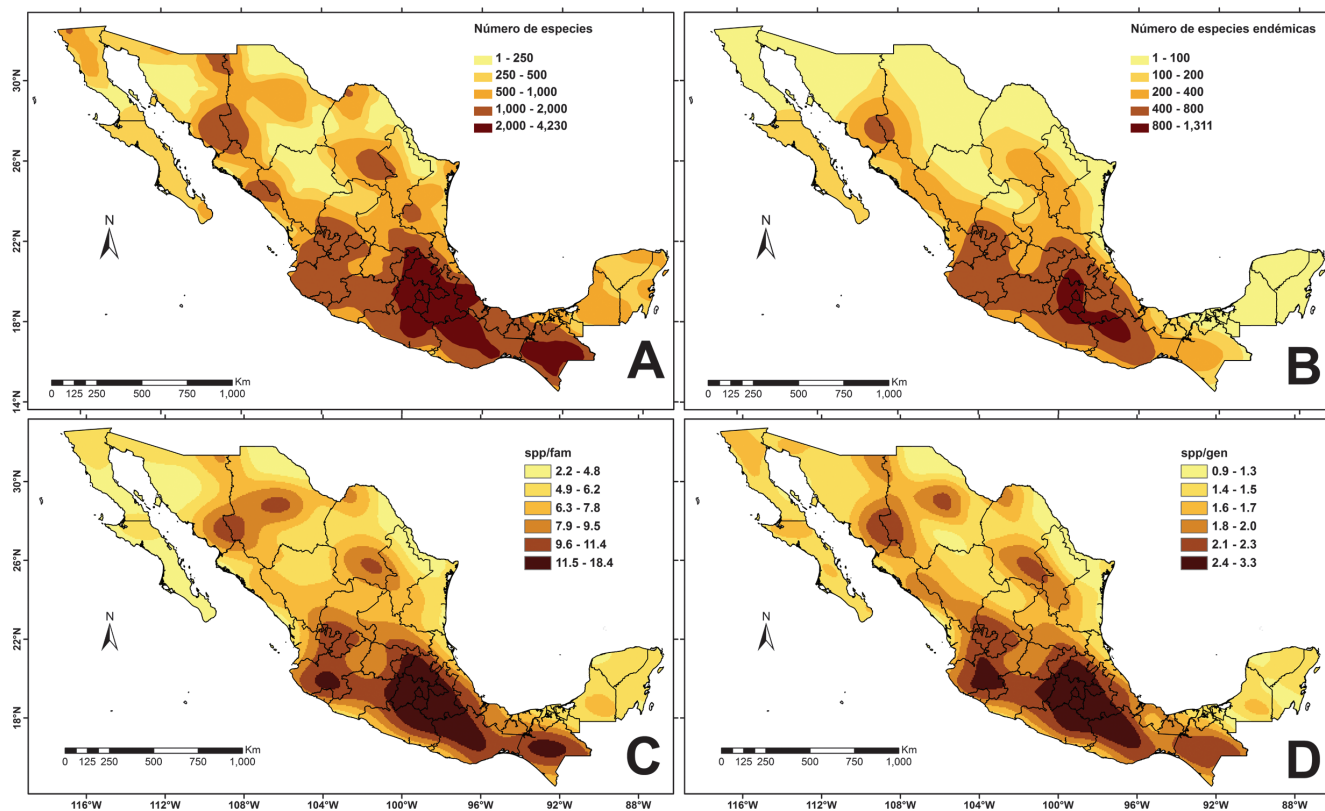 Número de especies
1 - 250
250 - 500
500 - 1,000
1,000 - 2,000
2,000 - 4,230
30°N
26°N
22°N
18°N
14°N
N
Km
0 125 250 500 750 1,000
A
Número de especies endémicas
1 - 100
100 - 200
200 - 400
400 - 800
800 - 1,311
N
Km
0 125 250 500 750 1,000
B
spp/fam
2.2 - 4.8
4.9 - 6.2
6.3 - 7.8
7.9 - 9.5
9.6 - 11.4
11.5 - 18.4
30°N
26°N
22°N
18°N
N
Km
0 125 250 500 750 1,000
C
116°W 112°W 108°W 104°W 100°W 96°W 92°W 88°W
spp/gen
0.9 - 1.3
1.4 - 1.5
1.6 - 1.7
1.8 - 2.0
2.1 - 2.3
2.4 - 3.3
N
Km
0 125 250 500 750 1,000
D
116°W 112°W 108°W 104°W 100°W 96°W 92°W 88°W